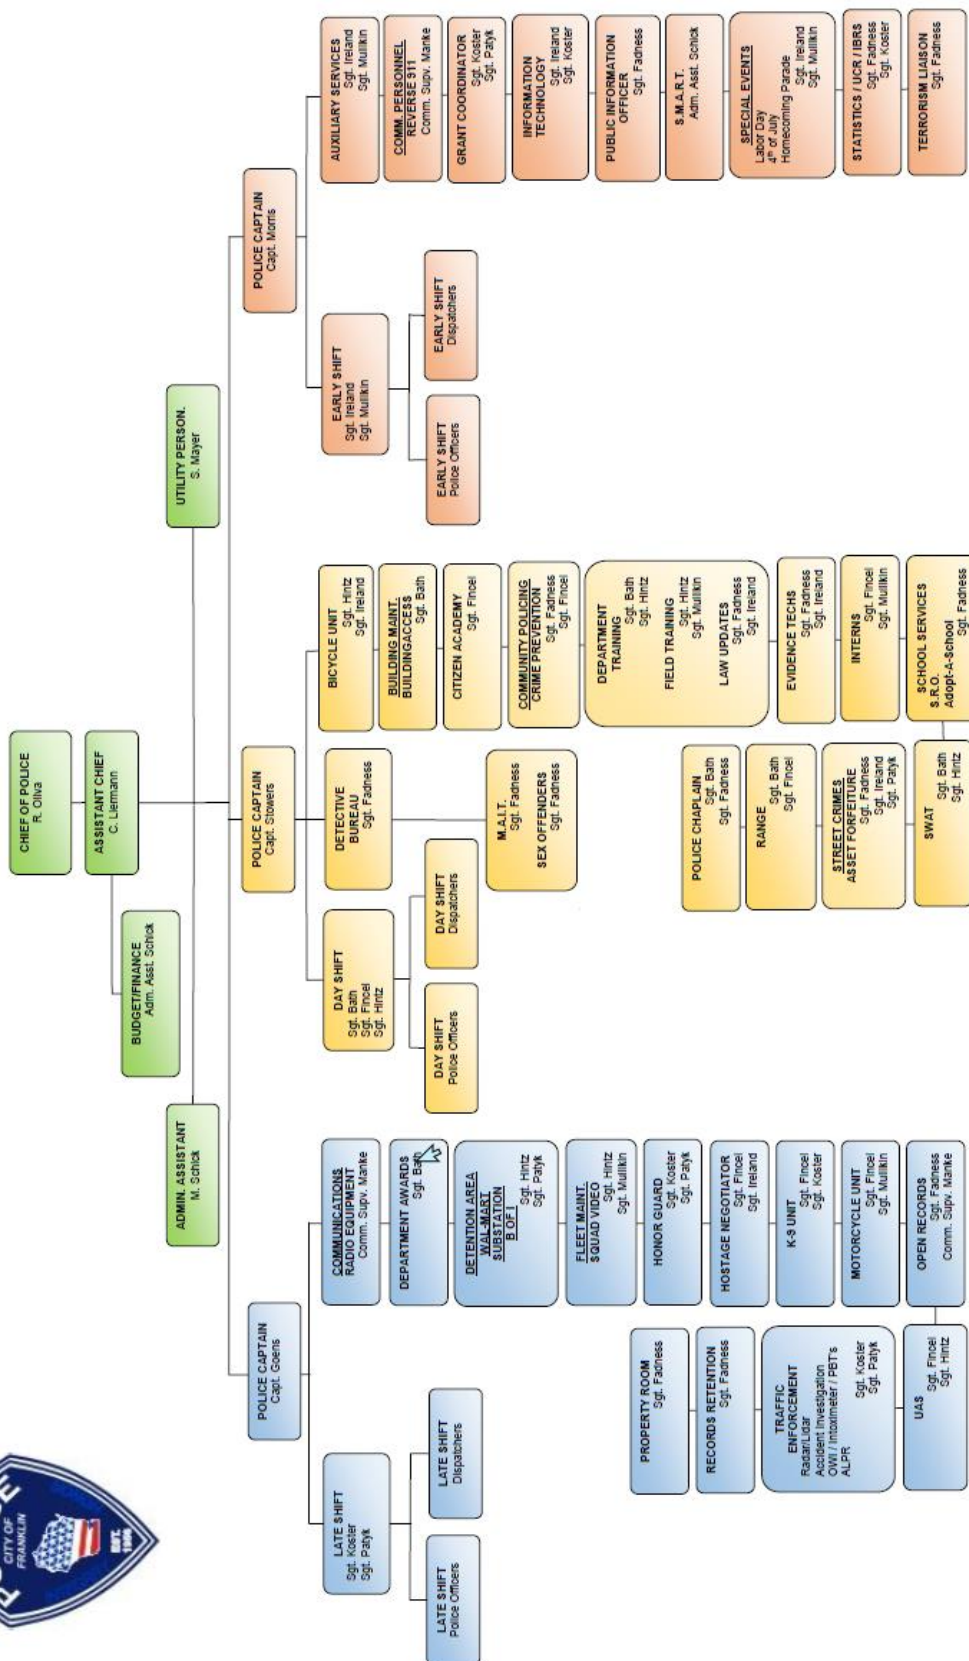 CITY OF
FRANKLIN
EST.
CHIEF OF POLICE
R. Oliva
ASSISTANT CHIEF
C. Liermann
BUDGET/FINANCE
Adm. Asst. Schick
ADMIN. ASSISTANT
M. Schick
UTILITY PERSON.
S. Mayer
POLICE CAPTAIN
Capt. Goens
LATE SHIFT
Sgt. Koster
Sgt. Patyk
LATE SHIFT
Police Officers
LATE SHIFT
Dispatchers
COMMUNICATIONS
RADIO EQUIPMENT
Comm. Supv. Manke
DEPARTMENT AWARDS
Sgt. Bath
DETENTION AREA
WAL-MART
SUBSTATION
B OF I
Sgt. Hintz
Sgt. Patyk
FLEET MAINT.
SQUAD VIDEO
Sgt. Hintz
Sgt. Mullikin
HONOR GUARD
Sgt. Koster
Sgt. Patyk
HOSTAGE NEGOTIATOR
Sgt. Fincel
Sgt. Ireland
K-9 UNIT
Sgt. Fincel
Sgt. Koster
MOTORCYCLE UNIT
Sgt. Fincel
Sgt. Mullikin
OPEN RECORDS
Sgt. Fadness
Comm. Supv. Manke
PROPERTY ROOM
Sgt. Fadness
RECORDS RETENTION
Sgt. Fadness
TRAFFIC
ENFORCEMENT
Radar/Lidar
Accident Investigation
OWI / Intoximeter / PBT's
ALPR
Sgt. Koster
Sgt. Patyk
UAS
Sgt. Fincel
Sgt. Hintz
POLICE CAPTAIN
Capt. Stowers
DAY SHIFT
Sgt. Bath
Sgt. Fincel
Sgt. Hintz
DAY SHIFT
Police Officers
DAY SHIFT
Dispatchers
DETECTIVE
BUREAU
Sgt. Fadness
M.A.I.T.
Sgt. Fadness
SEX OFFENDERS
Sgt. Fadness
BICYCLE UNIT
Sgt. Hintz
Sgt. Ireland
BUILDING MAINT.
BUILDING ACCESS
Sgt. Bath
CITIZEN ACADEMY
Sgt. Fincel
COMMUNITY POLICING
CRIME PREVENTION
Sgt. Fadness
Sgt. Fincel
DEPARTMENT
TRAINING
Sgt. Bath
Sgt. Hintz
FIELD TRAINING
Sgt. Hintz
Sgt. Mullikin
LAW UPDATES
Sgt. Fadness
Sgt. Ireland
EVIDENCE TECHS
Sgt. Fadness
Sgt. Ireland
INTERNS
Sgt. Fincel
Sgt. Mullikin
SCHOOL SERVICES
S.R.O.
Adopt-A-School
Sgt. Fadness
POLICE CHAPLAIN
Sgt. Bath
Sgt. Fadness
RANGE
Sgt. Bath
Sgt. Fincel
STREET CRIMES
ASSET FORFEITURE
Sgt. Fadness
Sgt. Ireland
Sgt. Patyk
SWAT
Sgt. Bath
Sgt. Hintz
POLICE CAPTAIN
Capt. Morris
EARLY SHIFT
Sgt. Ireland
Sgt. Mullikin
EARLY SHIFT
Police Officers
EARLY SHIFT
Dispatchers
AUXILIARY SERVICES
Sgt. Ireland
Sgt. Mullikin
COMM. PERSONNEL
REVERSE 911
Comm. Supv. Manke
GRANT COORDINATOR
Sgt. Koster
Sgt. Patyk
INFORMATION
TECHNOLOGY
Sgt. Ireland
Sgt. Koster
PUBLIC INFORMATION
OFFICER
Sgt. Fadness
S.M.A.R.T.
Adm. Asst. Schick
SPECIAL EVENTS
Labor Day
4th of July
Homecoming Parade
Sgt. Ireland
Sgt. Mullikin
STATISTICS / UCR / IBRS
Sgt. Fadness
Sgt. Koster
TERRORISM LIAISON
Sgt. Fadness